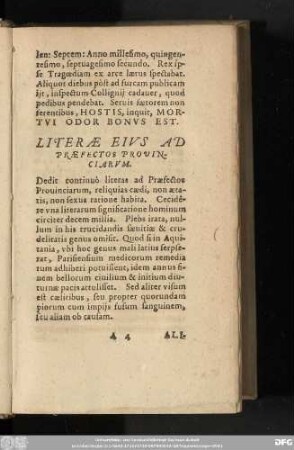 lem: Septem: Anno millesimo, quingen-
tesimo, septuagesimo secundo. Rex ip-
se Tragœdiam ex arce lætus spectabat.
Aliquot diebus pòst ad furcam publicam
ijt, inspectum Collignij cadauer, quod
pedibus pendebat. Seruis fœtorem non
ferentibus, HOSTIS, inquit, MOR-
TVI ODOR BONVS EST.
LITERÆ EIVS AD
PRÆFECTOS PROVIN-
CIARVM.
Dedit continuò literas ad Præfectos
Prouinciarum, reliquias cædi, non æta-
tis, non sexus ratione habita. Cecidê-
re vna literarum significatione hominum
circiter decem millia. Plebs irata, nul-
lum in his trucidandis sæuitiæ & cru-
delitatis genus omisit. Quod si in Aqui-
tania, vbi hoc genus mali latius serpse-
rat, Parisiensium medicorum remedia
tum adhiberi potuissent, idem annus fi-
nem bellorum ciuilium & initium diu-
turnæ pacis attulisset. Sed aliter visum
est cœlitibus, seu propter quorundam
piorum cum impijs fusum sanguinem,
seu aliam ob causam.
A 4 ALI-